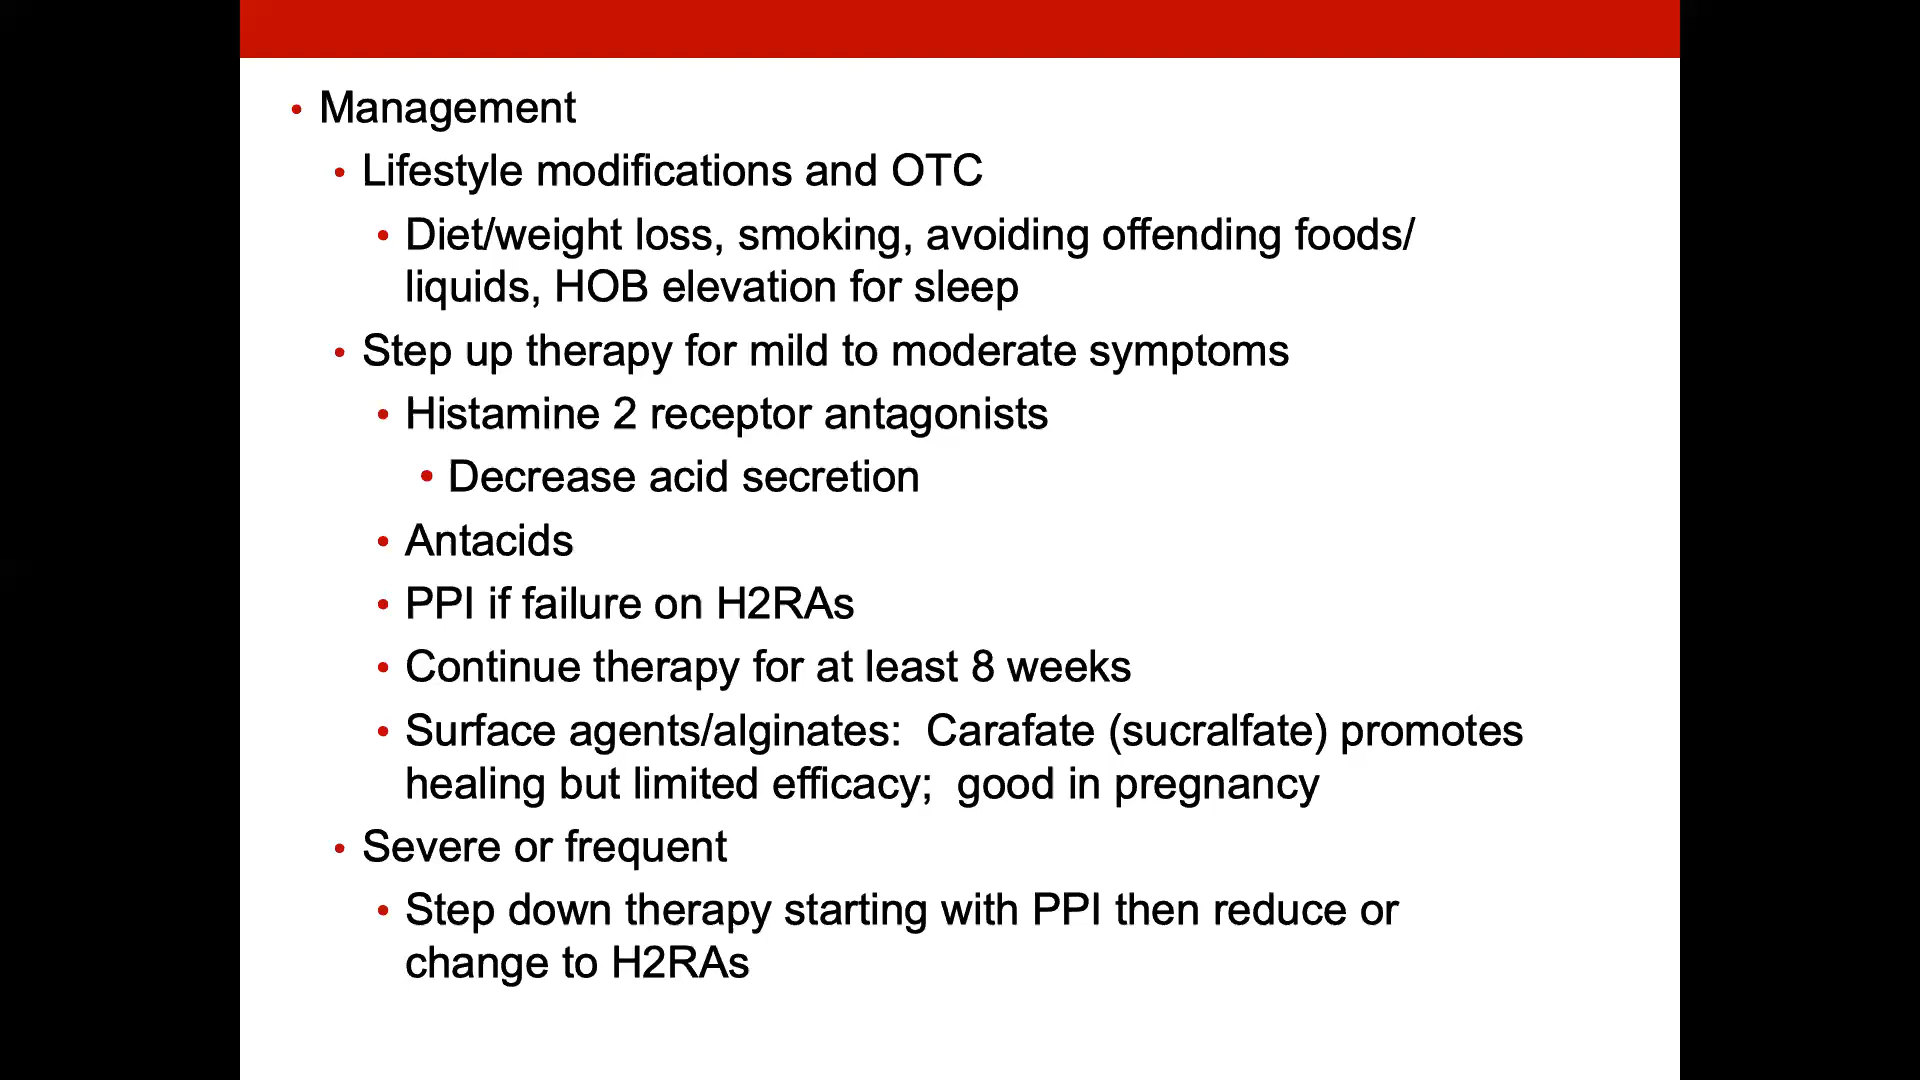 • Management
• Lifestyle modifications and OTC
• Diet/weight loss, smoking, avoiding offending foods/
liquids, HOB elevation for sleep
• Step up therapy for mild to moderate symptoms
• Histamine 2 receptor antagonists
• Decrease acid secretion
• Antacids
• PPI if failure on H2RAs
• Continue therapy for at least 8 weeks
• Surface agents/alginates:  Carafate (sucralfate) promotes
healing but limited efficacy;  good in pregnancy
• Severe or frequent
• Step down therapy starting with PPI then reduce or
change to H2RAs